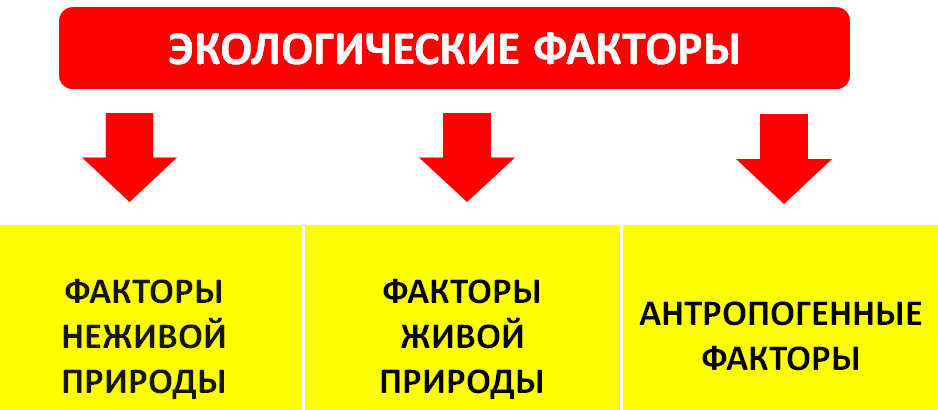 ЭКОЛОГИЧЕСКИЕ ФАКТОРЫ
ФАКТОРЫ
НЕЖИВОЙ
ПРИРОДЫ
ФАКТОРЫ
ЖИВОЙ
ПРИРОДЫ
АНТРОПОГЕННЫЕ
ФАКТОРЫ